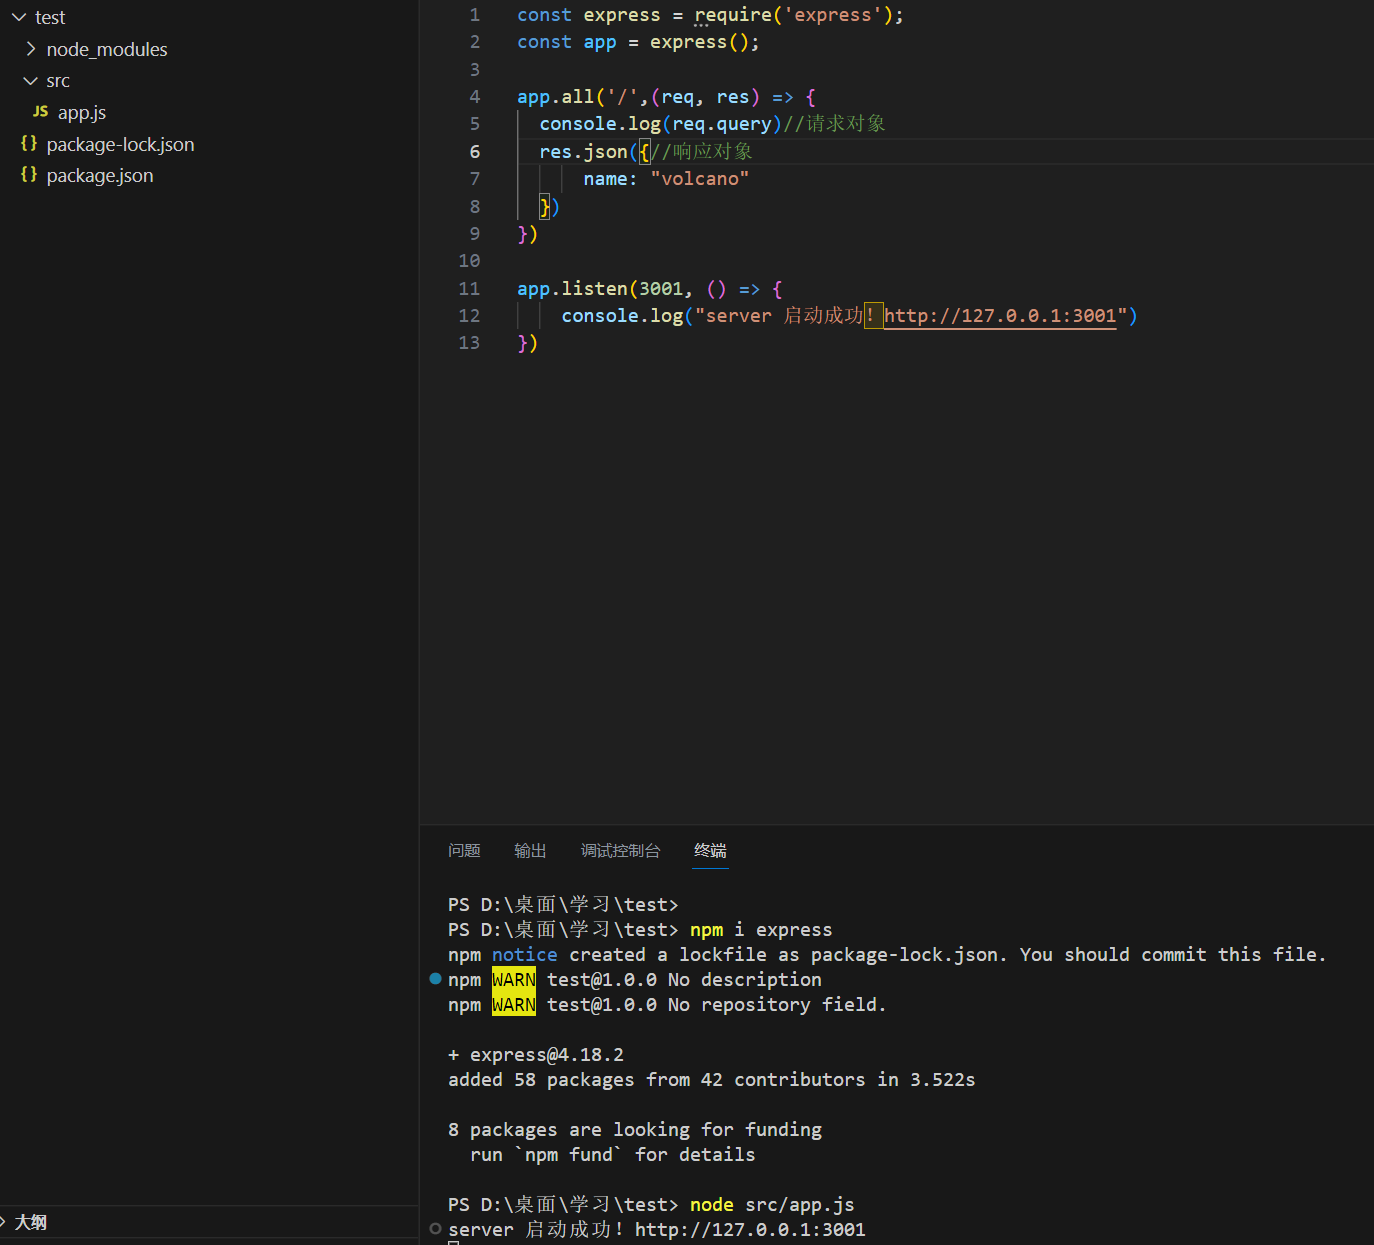 test
node_modules
src
JS app.js
{} package-lock.json
{} package.json
大纲
1 const express = require('express');
2 const app = express();
3
4 app.all('/',(req, res) => {
5 console.log(req.query)//请求对象
6 res.json({//响应对象
7 name: "volcano"
8 })
9 })
10
11 app.listen(3001, () => {
12 console.log("server 启动成功！http://127.0.0.1:3001")
13 })
问题 输出 调试控制台 终端
PS D:\桌面\学习\test>
PS D:\桌面\学习\test> npm i express
npm notice created a lockfile as package-lock.json. You should commit this file.
npm WARN test@1.0.0 No description
npm WARN test@1.0.0 No repository field.
+ express@4.18.2
added 58 packages from 42 contributors in 3.522s
8 packages are looking for funding
run `npm fund` for details
PS D:\桌面\学习\test> node src/app.js
server 启动成功！http://127.0.0.1:3001